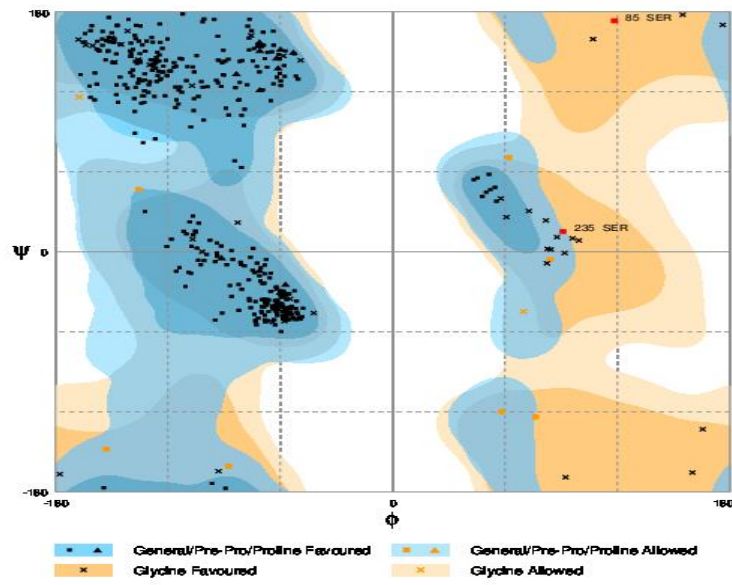 180
85 SER
235 SER
Ψ
0
-180
-180
0
180
Φ
General/Pre-Pro/Proline Favoured
General/Pre-Pro/Proline Allowed
Glycine Favoured
Glycine Allowed